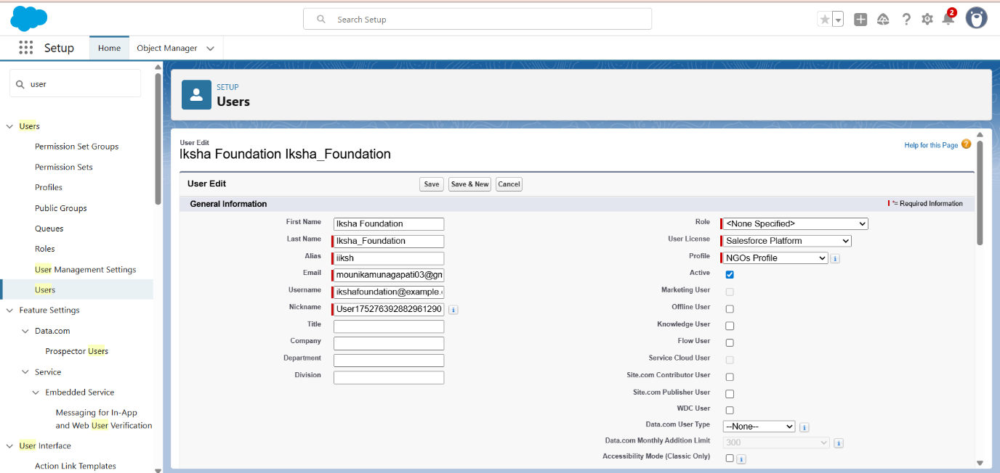 Search Setup
2
Setup
Home
Object Manager
user
Users
Permission Set Groups
Permission Sets
Profiles
Public Groups
Queues
Roles
User Management Settings
Users
Feature Settings
Data.com
Prospector Users
Service
Embedded Service
Messaging for In-App
and Web User Verification
User Interface
Action Link Templates
SETUP
Users
User Edit
Iksha Foundation Iksha_Foundation
Help for this Page ?
User Edit
Save
Save & New
Cancel
General Information
*= Required Information
First Name Iksha Foundation
Last Name Iksha_Foundation
Alias iiksh
Email mounikamunagapati03@gm
Username ikshafoundation@example.
Nickname User175276392882961290 i
Title
Company
Department
Division
Role <None Specified>
User License Salesforce Platform
Profile NGOs Profile i
Active
Marketing User
Offline User
Knowledge User
Flow User
Service Cloud User
Site.com Contributor User
Site.com Publisher User
WDC User
Data.com User Type --None-- i
Data.com Monthly Addition Limit 300 i
Accessibility Mode (Classic Only) i